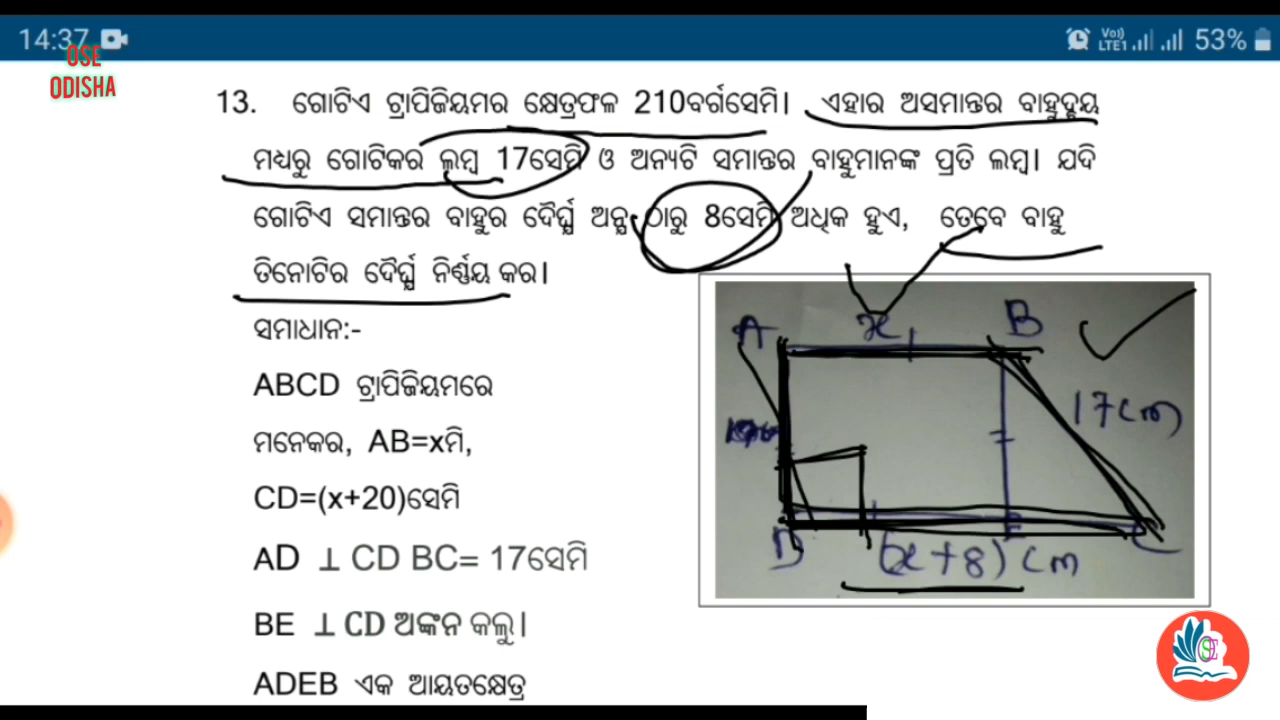 14:37
VoI)
LTE1
53%
OSE
ODISHA
13. ଗୋଟିଏ ଟ୍ରାପିଜିୟମର କ୍ଷେତ୍ରଫଳ 210ବର୍ଗସେମି। ଏହାର ଅସମାନ୍ତର ବାହୁଦ୍ୱୟ
ମଧ୍ୟରୁ ଗୋଟିକର ଲମ୍ବ 17ସେମି ଓ ଅନ୍ୟଟି ସମାନ୍ତର ବାହୁମାନଙ୍କ ପ୍ରତି ଲମ୍ବ। ଯଦି
ଗୋଟିଏ ସମାନ୍ତର ବାହୁର ଦୈର୍ଘ୍ଯ ଅନ୍ଯ ଠାରୁ 8ସେମି ଅଧିକ ହୁଏ, ତେବେ ବାହୁ
ତିନୋଟିର ଦୈର୍ଘ୍ଯ ନିର୍ଣ୍ଣୟ କର।
ସମାଧାନ:-
ABCD ଟ୍ରାପିଜିୟମରେ
ମନେକର, AB=xମି,
CD=(x+20)ସେମି
AD ⊥ CD BC= 17ସେମି
BE ⊥ CD ଅଙ୍କନ କଲୁ।
ADEB ଏକ ଆୟତକ୍ଷେତ୍ର
A x B
17cm
D E C
(x+8) cm